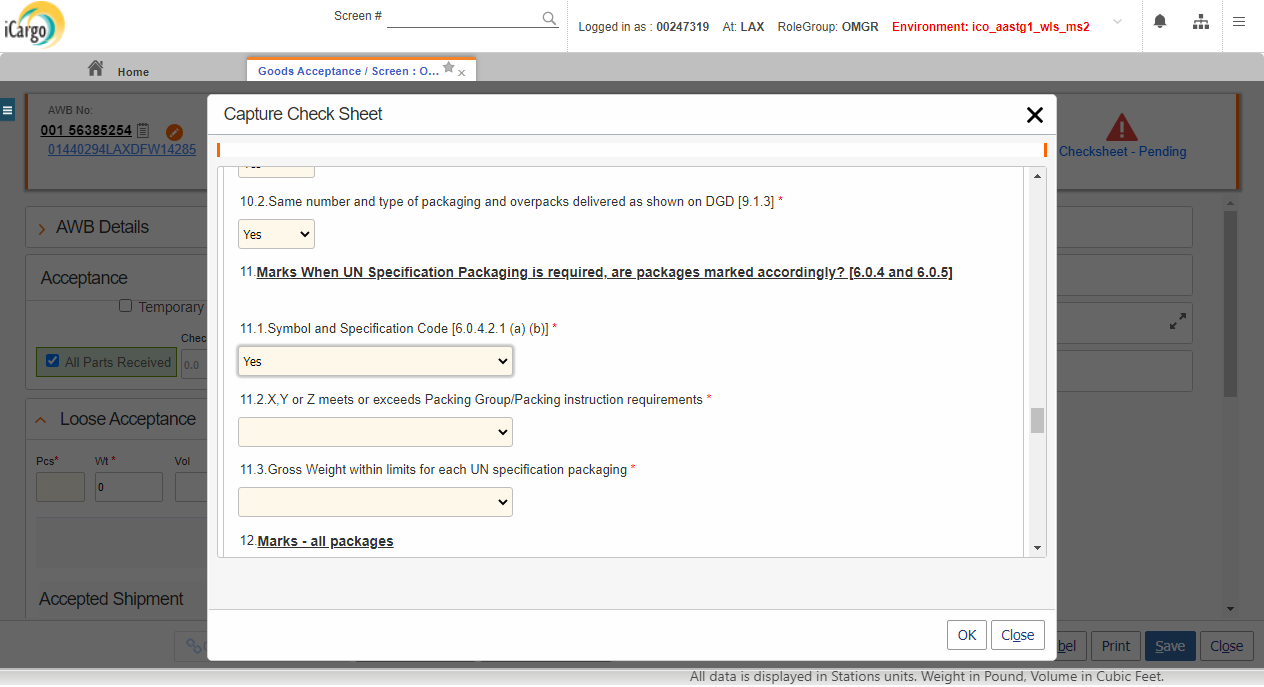 iCargo
Screen #
Logged in as : 00247319 At: LAX RoleGroup: OMGR Environment: ico_aastg1_wls_ms2
Home
Goods Acceptance / Screen : O...
AWB No:
001 56385254
01440294LAXDFW14285
Checksheet - Pending
AWB Details
Acceptance
Temporary
All Parts Received
0.0
Loose Acceptance
Pcs*
Wt *
Vol
0
Accepted Shipment
Capture Check Sheet
10.2.Same number and type of packaging and overpacks delivered as shown on DGD [9.1.3] *
Yes
11.Marks When UN Specification Packaging is required, are packages marked accordingly? [6.0.4 and 6.0.5]
11.1.Symbol and Specification Code [6.0.4.2.1 (a) (b)] *
Yes
11.2.X,Y or Z meets or exceeds Packing Group/Packing instruction requirements *
11.3.Gross Weight within limits for each UN specification packaging *
12.Marks - all packages
OK
Close
Print
Save
Close
All data is displayed in Stations units. Weight in Pound, Volume in Cubic Feet.